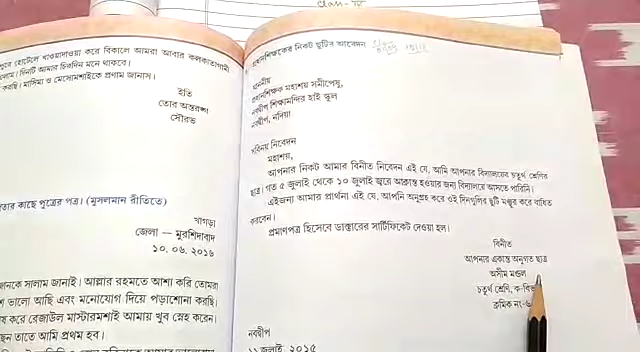 হোটেলে খাওয়াদাওয়া করে বিকালে আমরা আবার কলকাতাগামী
দিনটি আমার চিরদিন মনে থাকবে।
করছি। মাসিমা ও মেসোমশাইকে প্রণাম জানাস।
ইতি
তোর অন্তরঙ্গ
সৌরভ
কাছে পুত্রের পত্র। (মুসলমান রীতিতে)
খাগড়া
জেলা — মুরশিদাবাদ
১০. ০৬. ২০১৬
সালাম জানাই। আল্লার রহমতে আশা করি তোমরা
ভালো আছি এবং মনোযোগ দিয়ে পড়াশোনা করছি।
করে রেজাউল মাস্টারমশাই আমায় খুব স্নেহ করেন।
তাতে আমি প্রথম হব।
প্রধানশিক্ষকের নিকট ছুটির আবেদন
মাননীয়
প্রধানশিক্ষক মহাশয় সমীপেষু,
নবদ্বীপ শিক্ষামন্দির হাই স্কুল
নবদ্বীপ, নদিয়া
সবিনয় নিবেদন
মহাশয়,
আপনার নিকট আমার বিনীত নিবেদন এই যে, আমি আপনার বিদ্যালয়ের চতুর্থ শ্রেণির
ছাত্র। গত ৫ জুলাই থেকে ১০ জুলাই জ্বরে আক্রান্ত হওয়ার জন্য বিদ্যালয়ে আসতে পারিনি।
এইজন্য আমার প্রার্থনা এই যে, আপনি অনুগ্রহ করে ওই দিনগুলির ছুটি মঞ্জুর করে বাধিত
করবেন।
প্রমাণপত্র হিসেবে ডাক্তারের সার্টিফিকেট দেওয়া হল।
বিনীত
আপনার একান্ত অনুগত ছাত্র
অসীম মণ্ডল
চতুর্থ শ্রেণি,
ক্রমিক নং-
নবদ্বীপ
১১ জুলাই, ২০১৫